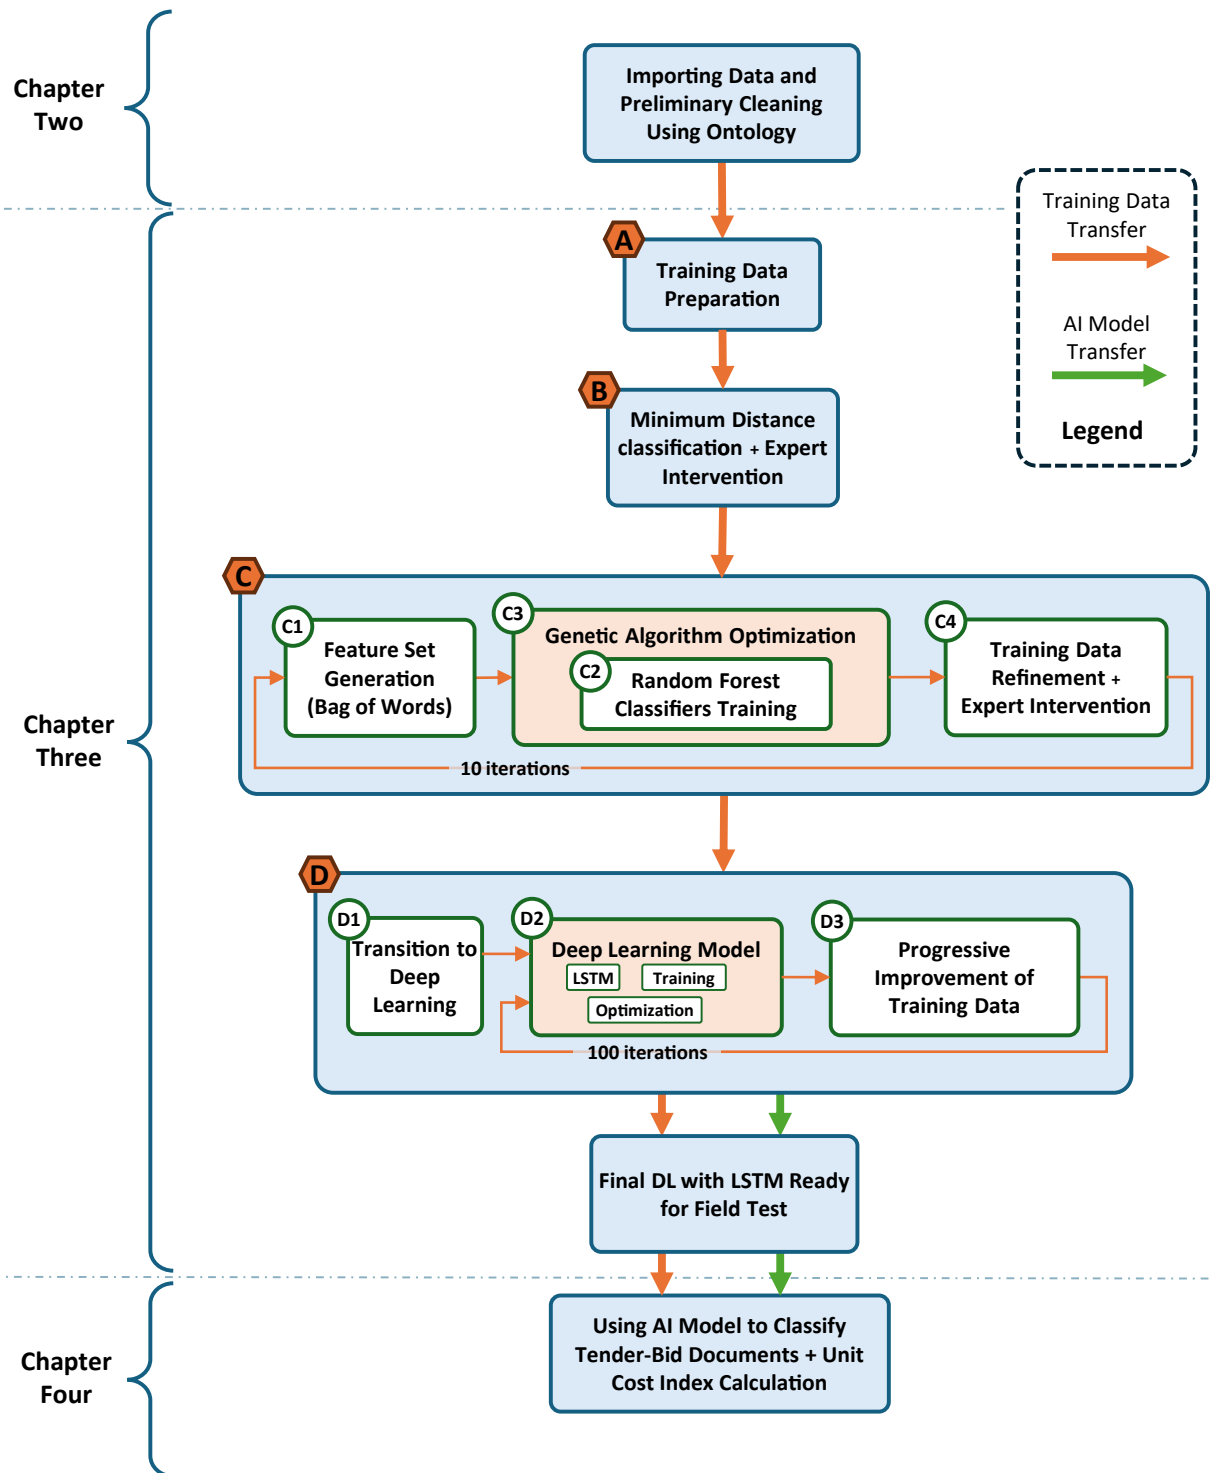 Chapter
Two
Importing Data and
Preliminary Cleaning
Using Ontology
Training Data
Transfer
AI Model
Transfer
Legend
Chapter
Three
A
Training Data
Preparation
B
Minimum Distance
classification + Expert
Intervention
C
C1
Feature Set
Generation
(Bag of Words)
C3
Genetic Algorithm Optimization
C2
Random Forest
Classifiers Training
C4
Training Data
Refinement +
Expert Intervention
10 iterations
D
D1
Transition to
Deep
Learning
D2
Deep Learning Model
LSTM
Training
Optimization
D3
Progressive
Improvement of
Training Data
100 iterations
Final DL with LSTM Ready
for Field Test
Chapter
Four
Using AI Model to Classify
Tender-Bid Documents + Unit
Cost Index Calculation